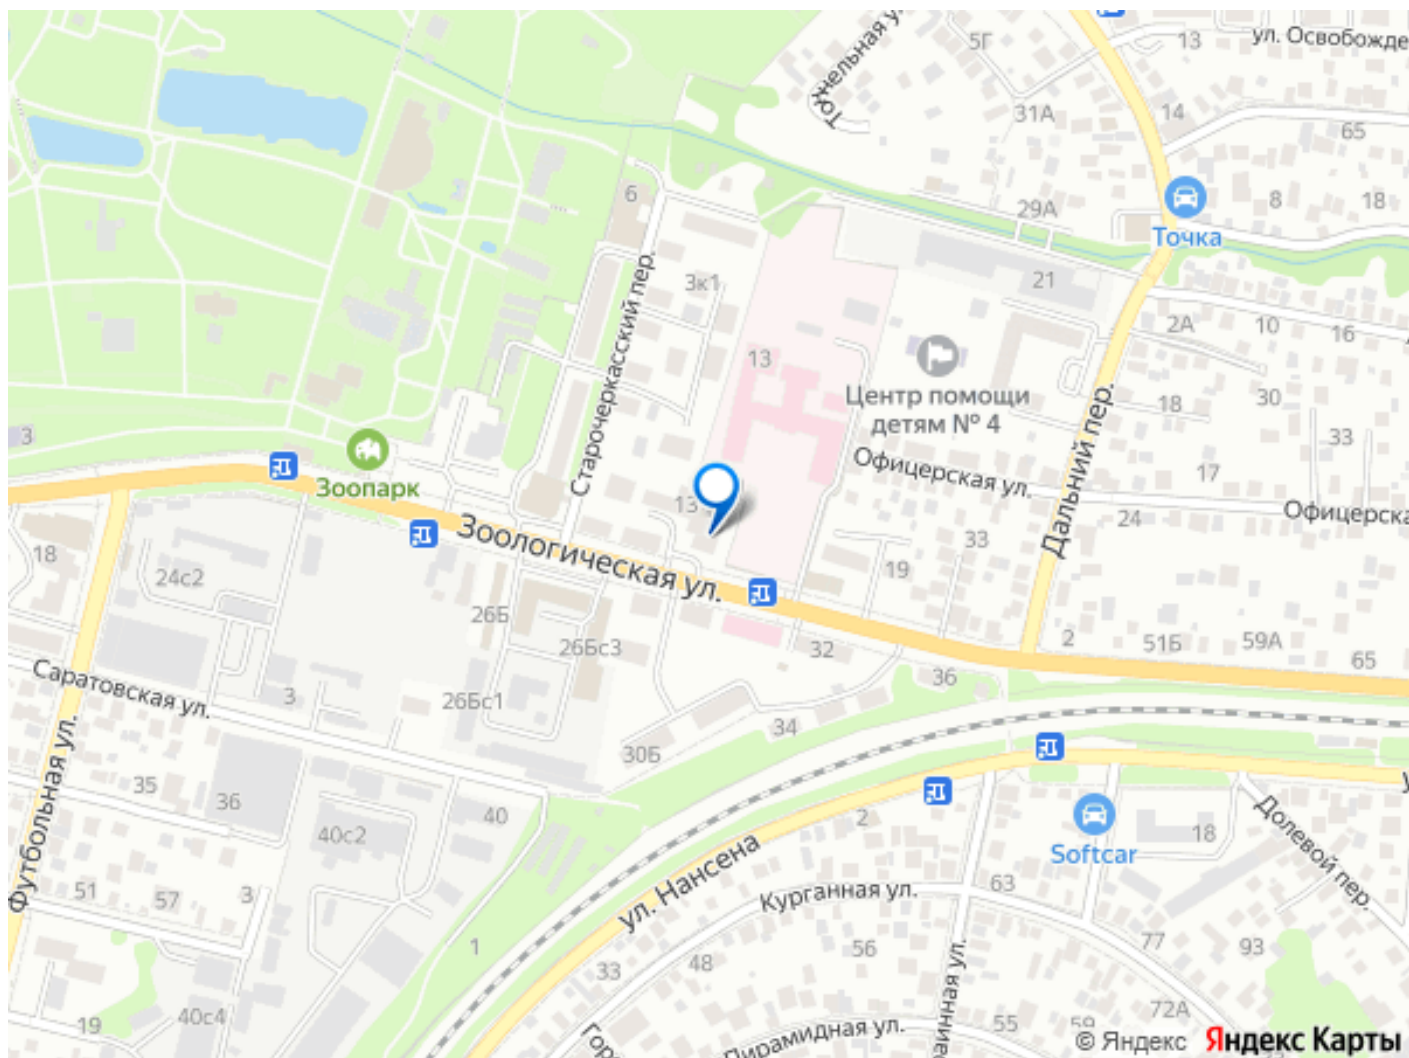 5Г
13
ул. Освобожде
Тоннельная ул.
31А
14
65
6
29А
8
18
Точка
3к1
21
Старочеркасский пер.
2А
10
16
13
Центр помощи
детям № 4
18
30
33
Дальний пер.
3
Зоопарк
Офицерская ул.
17
13
24
Офицерска
Зоологическая ул.
18
24с2
33
19
26Б
26Бс3
32
2
51Б
59А
65
36
Саратовская ул.
3
26Бс1
34
30Б
Футбольная ул.
35
36
40с2
40
2
18
Softcar
Долевой пер.
ул. Нансена
51
57
3
Курганная ул.
63
1
33
48
56
77
93
72А
19
40с4
Пирамидная ул.
55
59
© Яндекс Яндекс Карты